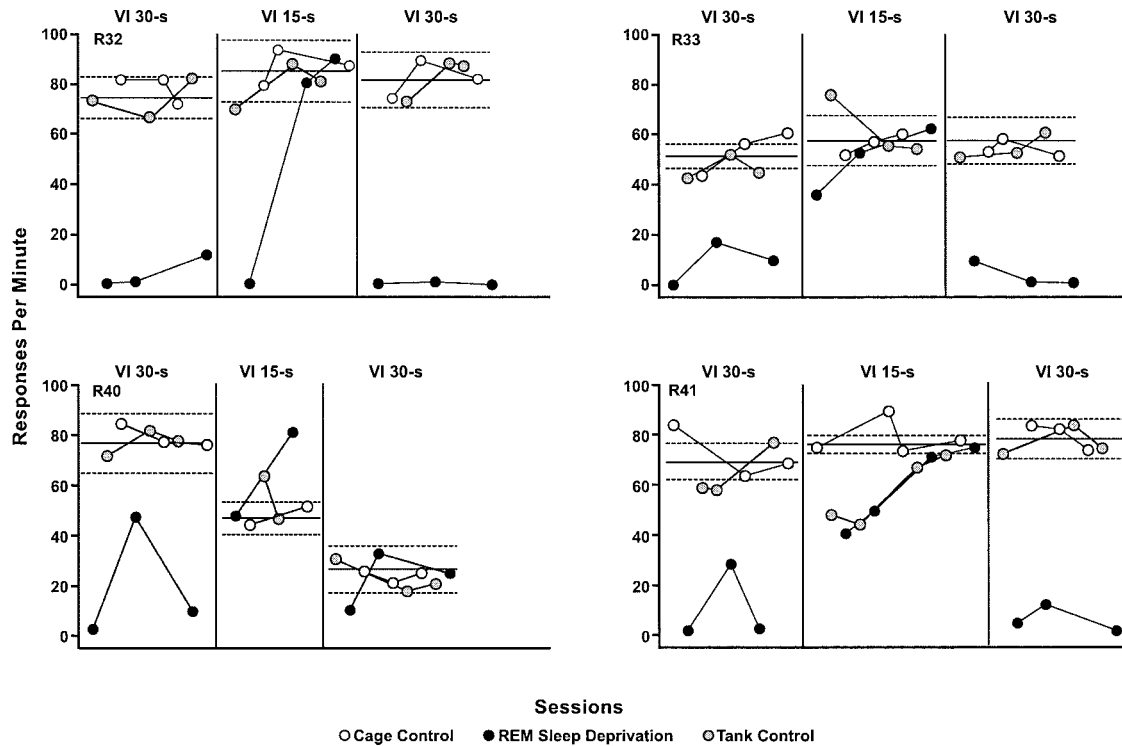 VI 30-s VI 15-s VI 30-s
R32
100
80
60
40
20
0
VI 30-s VI 15-s VI 30-s
R33
100
80
60
40
20
0
Responses Per Minute
VI 30-s VI 15-s VI 30-s
R40
100
80
60
40
20
0
VI 30-s VI 15-s VI 30-s
R41
100
80
60
40
20
0
Sessions
Cage Control REM Sleep Deprivation Tank Control